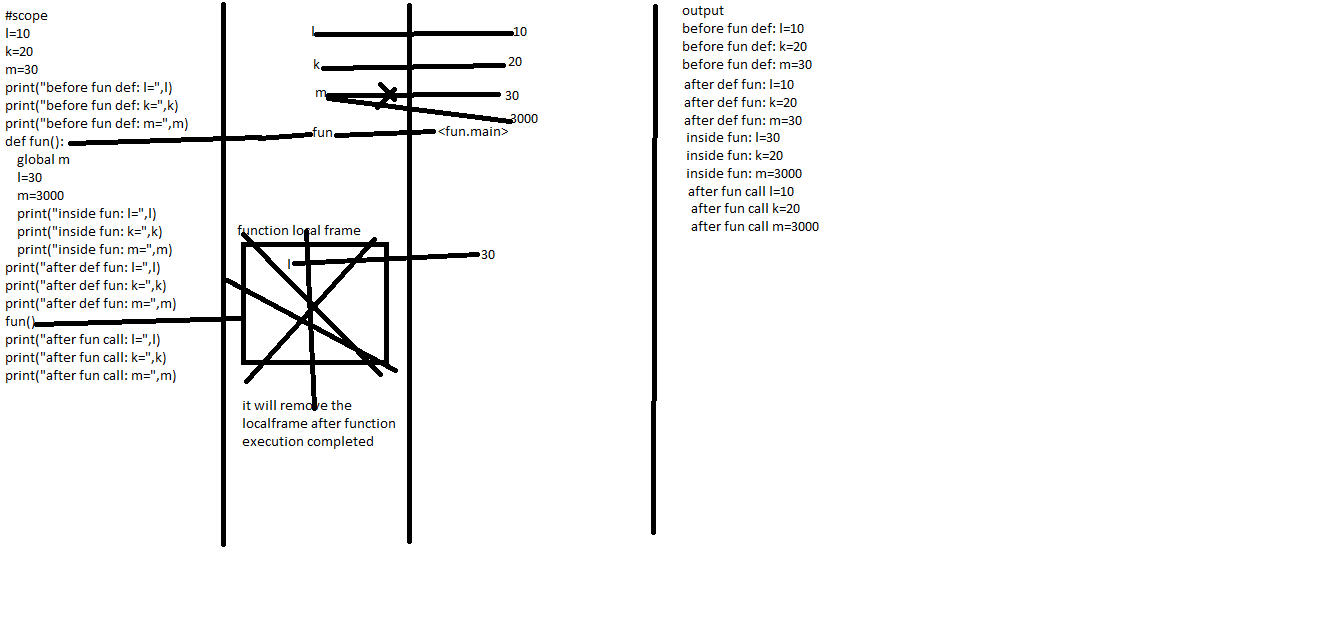 #scope
l=10
k=20
m=30
print("before fun def: l=",l)
print("before fun def: k=",k)
print("before fun def: m=",m)
def fun():
global m
l=30
m=3000
print("inside fun: l=",l)
print("inside fun: k=",k)
print("inside fun: m=",m)
print("after def fun: l=",l)
print("after def fun: k=",k)
print("after def fun: m=",m)
fun()
print("after fun call: l=",l)
print("after fun call: k=",k)
print("after fun call: m=",m)
l 10
k 20
m 30
3000
fun <fun.main>
function local frame
l 30
it will remove the
localframe after function
execution completed
output
before fun def: l=10
before fun def: k=20
before fun def: m=30
after def fun: l=10
after def fun: k=20
after def fun: m=30
inside fun: l=30
inside fun: k=20
inside fun: m=3000
after fun call l=10
after fun call k=20
after fun call m=3000